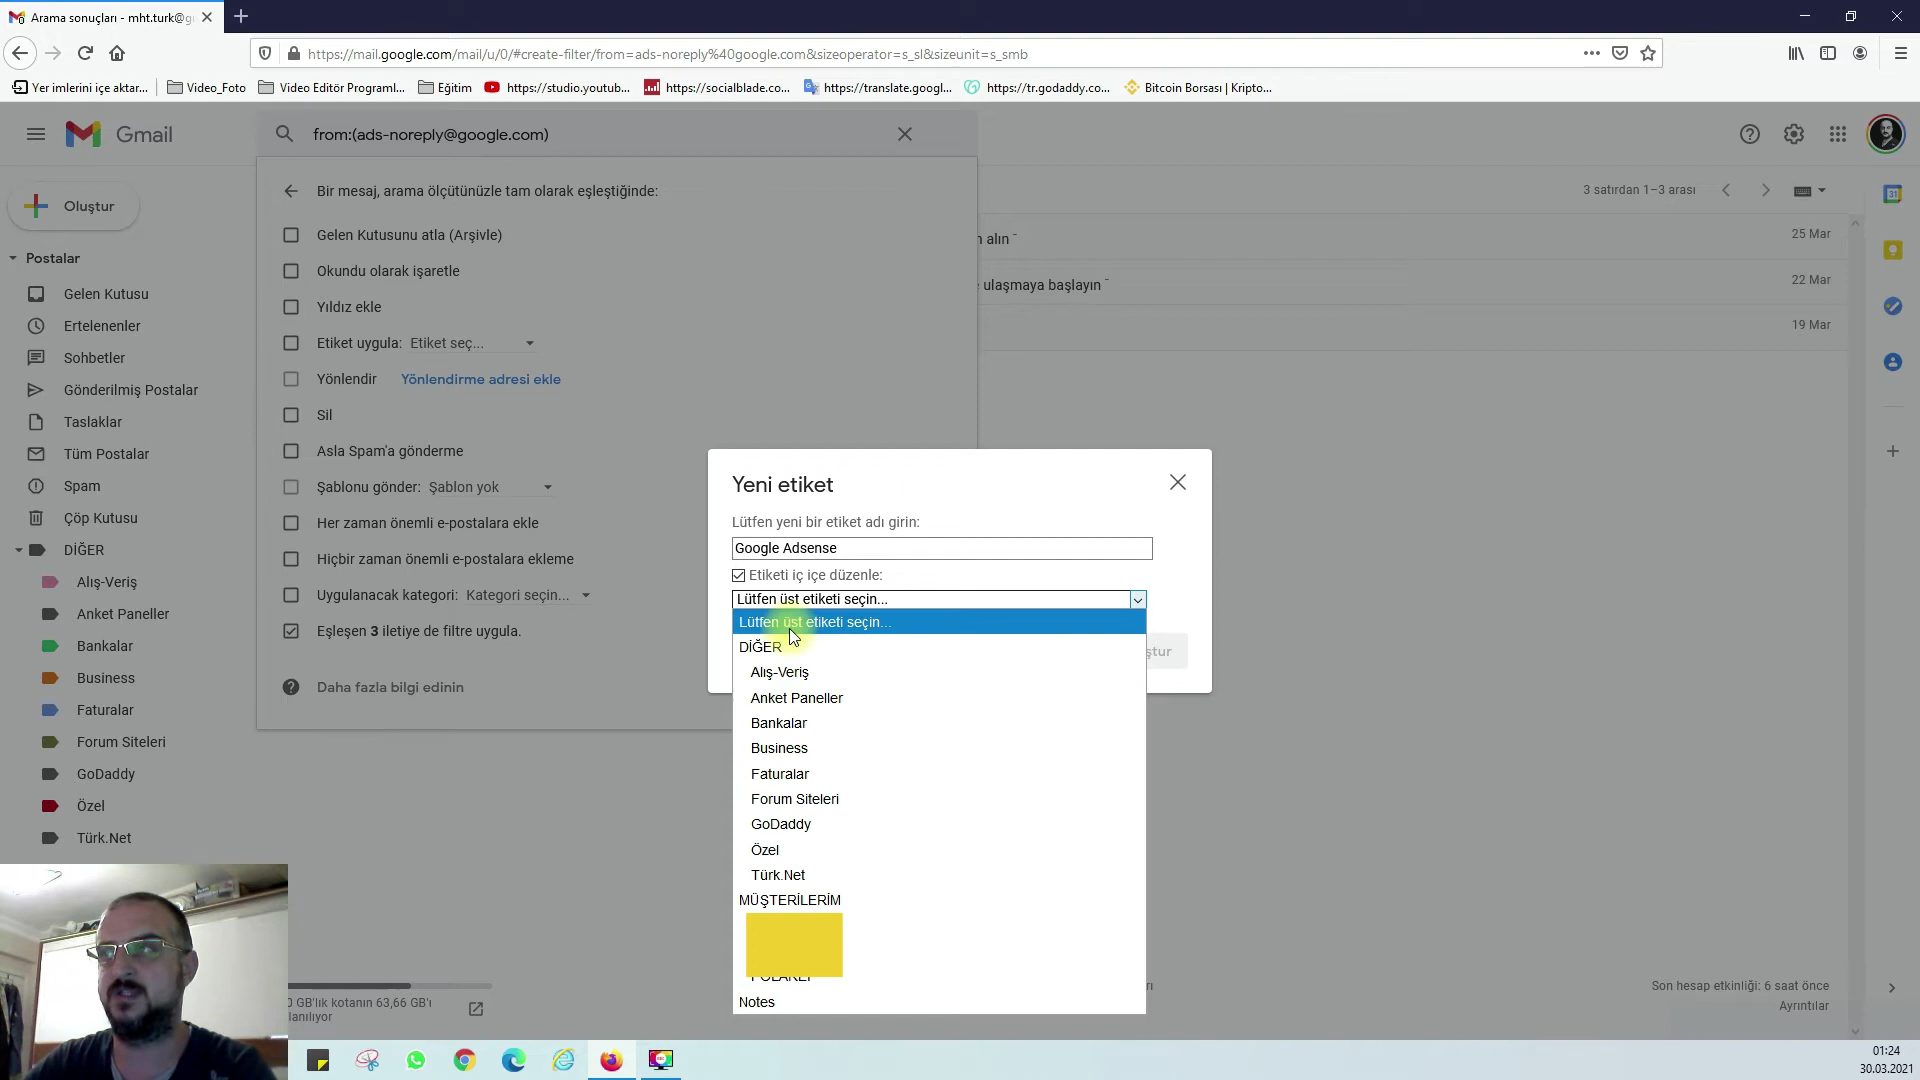 Arama sonuçları - mht.turk@g
https://mail.google.com/mail/u/0/#create-filter/from=ads-noreply%40google.com&sizeoperator=s_sl&sizeunit=s_smb
Yer imlerini içe aktar...
Video_Foto
Video Editör Programl...
Eğitim
https://studio.youtub...
https://socialblade.co...
https://translate.googl...
https://tr.godaddy.co...
Bitcoin Borsası | Kripto...
Gmail
from:(ads-noreply@google.com)
Oluştur
Postalar
Gelen Kutusu
Ertelenenler
Sohbetler
Gönderilmiş Postalar
Taslaklar
Tüm Postalar
Spam
Çöp Kutusu
DİĞER
Alış-Veriş
Anket Paneller
Bankalar
Business
Faturalar
Forum Siteleri
GoDaddy
Özel
Türk.Net
Bir mesaj, arama ölçütünüzle tam olarak eşleştiğinde:
Gelen Kutusunu atla (Arşivle)
Okundu olarak işaretle
Yıldız ekle
Etiket uygula: Etiket seç...
Yönlendir Yönlendirme adresi ekle
Sil
Asla Spam'a gönderme
Şablonu gönder: Şablon yok
Her zaman önemli e-postalara ekle
Hiçbir zaman önemli e-postalara ekleme
Uygulanacak kategori: Kategori seçin...
Eşleşen 3 iletiye de filtre uygula.
Daha fazla bilgi edinin
3 satırdan 1–3 arası
n alın
25 Mar
ulaşmaya başlayın
22 Mar
19 Mar
31
Yeni etiket
Lütfen yeni bir etiket adı girin:
Google Adsense
Etiketi iç içe düzenle:
Lütfen üst etiketi seçin...
Lütfen üst etiketi seçin...
DİĞER
ştur
Alış-Veriş
Anket Paneller
Bankalar
Business
Faturalar
Forum Siteleri
GoDaddy
Özel
Türk.Net
MÜŞTERİLERİM
Notes
0 GB'lık kotanın 63,66 GB'ı
lanılıyor
Son hesap etkinliği: 6 saat önce
Ayrıntılar
01:24
30.03.2021